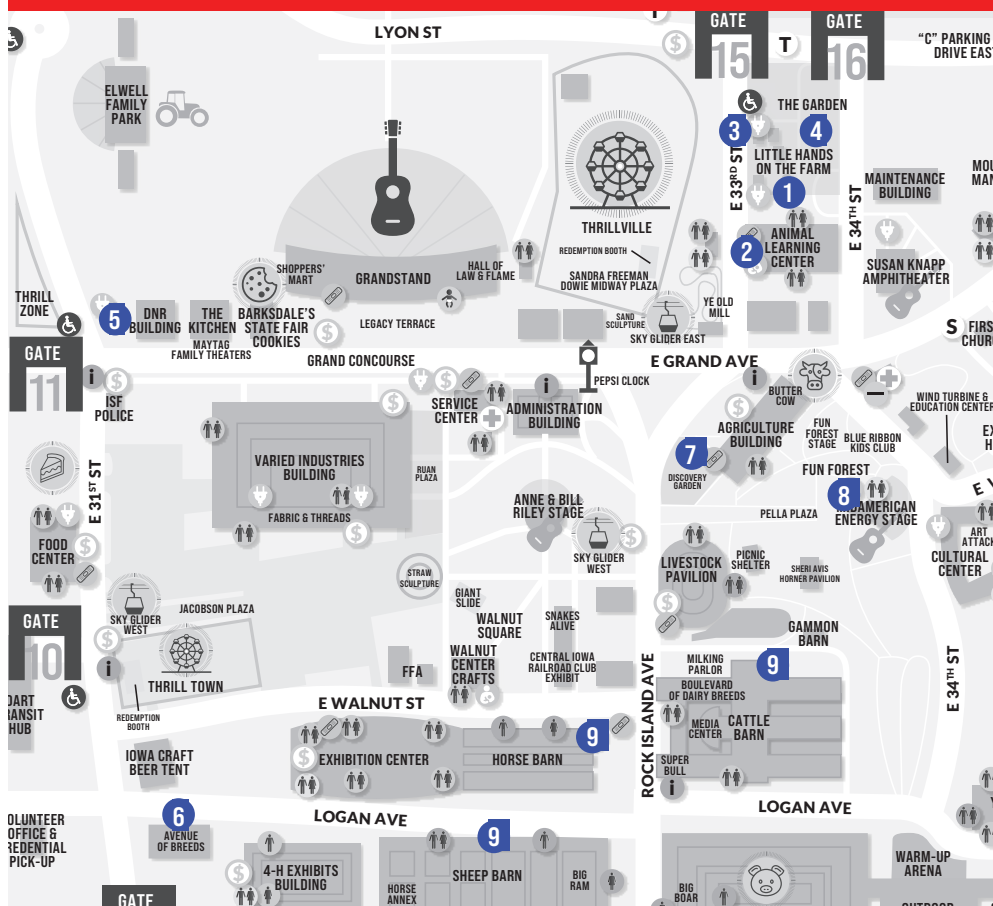 LYON ST
GATE
15
T
GATE
16
"C" PARKING
DRIVE EAST
$
ELWELL
FAMILY
PARK
THE GARDEN
3
4
LITTLE HANDS
ON THE FARM
E 33RD ST
1
MAINTENANCE
BUILDING
E 34TH ST
THRILLVILLE
REDEMPTION BOOTH
2
ANIMAL
LEARNING
CENTER
SUSAN KNAPP
AMPHITHEATER
SHOPPERS'
MART
GRANDSTAND
HALL OF
LAW & FLAME
SANDRA FREEMAN
DOWIE MIDWAY PLAZA
THRILL
ZONE
5
DNR
BUILDING
THE
KITCHEN
MAYTAG
FAMILY THEATERS
BARKSDALE'S
STATE FAIR
COOKIES
$
LEGACY TERRACE
SAND
SCULPTURE
SKY GLIDER EAST
YE OLD
MILL
S
GATE
11
GRAND CONCOURSE
E GRAND AVE
i
$
ISF
POLICE
PEPSI CLOCK
$
$
SERVICE
CENTER
i
ADMINISTRATION
BUILDING
i
$
BUTTER
COW
AGRICULTURE
BUILDING
FUN
FOREST
STAGE
BLUE RIBBON
KIDS CLUB
WIND TURBINE &
EDUCATION CENTER
E 31ST ST
VARIED INDUSTRIES
BUILDING
FABRIC & THREADS
$
RUAN
PLAZA
7
DISCOVERY
GARDEN
FUN FOREST
8
ENERGY STAGE
PELLA PLAZA
ANNE & BILL
RILEY STAGE
SKY GLIDER
WEST
$
FOOD
CENTER
$
ART
CULTURAL
CENTER
LIVESTOCK
PAVILION
$
PICNIC
SHELTER
SHERI AVIS
HORNER PAVILION
STRAW
SCULPTURE
GATE
10
SKY GLIDER
WEST
$
i
JACOBSON PLAZA
THRILL TOWN
REDEMPTION
BOOTH
GIANT
SLIDE
WALNUT
SQUARE
SNAKES
ALIVE
WALNUT
CENTER
CRAFTS
CENTRAL IOWA
RAILROAD CLUB
EXHIBIT
FFA
GAMMON
BARN
MILKING
PARLOR
9
BOULEVARD
OF DAIRY BREEDS
MEDIA
CENTER
CATTLE
BARN
SUPER
BULL
i
ROCK ISLAND AVE
E 34TH ST
HUB
E WALNUT ST
IOWA CRAFT
BEER TENT
$
EXHIBITION CENTER
HORSE BARN
9
LOGAN AVE
LOGAN AVE
OFFICE &
PICK-UP
6
AVENUE
OF BREEDS
$
4-H EXHIBITS
BUILDING
9
SHEEP BARN
HORSE
ANNEX
BIG
RAM
BIG
BOAR
WARM-UP
ARENA
GATE